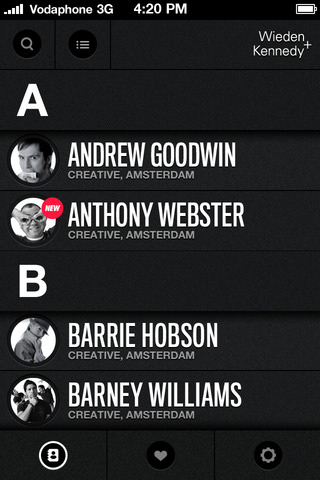 Vodaphone 3G 4:20 PM
Wieden
Kennedy+
A
ANDREW GOODWIN
CREATIVE, AMSTERDAM
NEW
ANTHONY WEBSTER
CREATIVE, AMSTERDAM
B
BARRIE HOBSON
CREATIVE, AMSTERDAM
BARNEY WILLIAMS
CREATIVE, AMSTERDAM